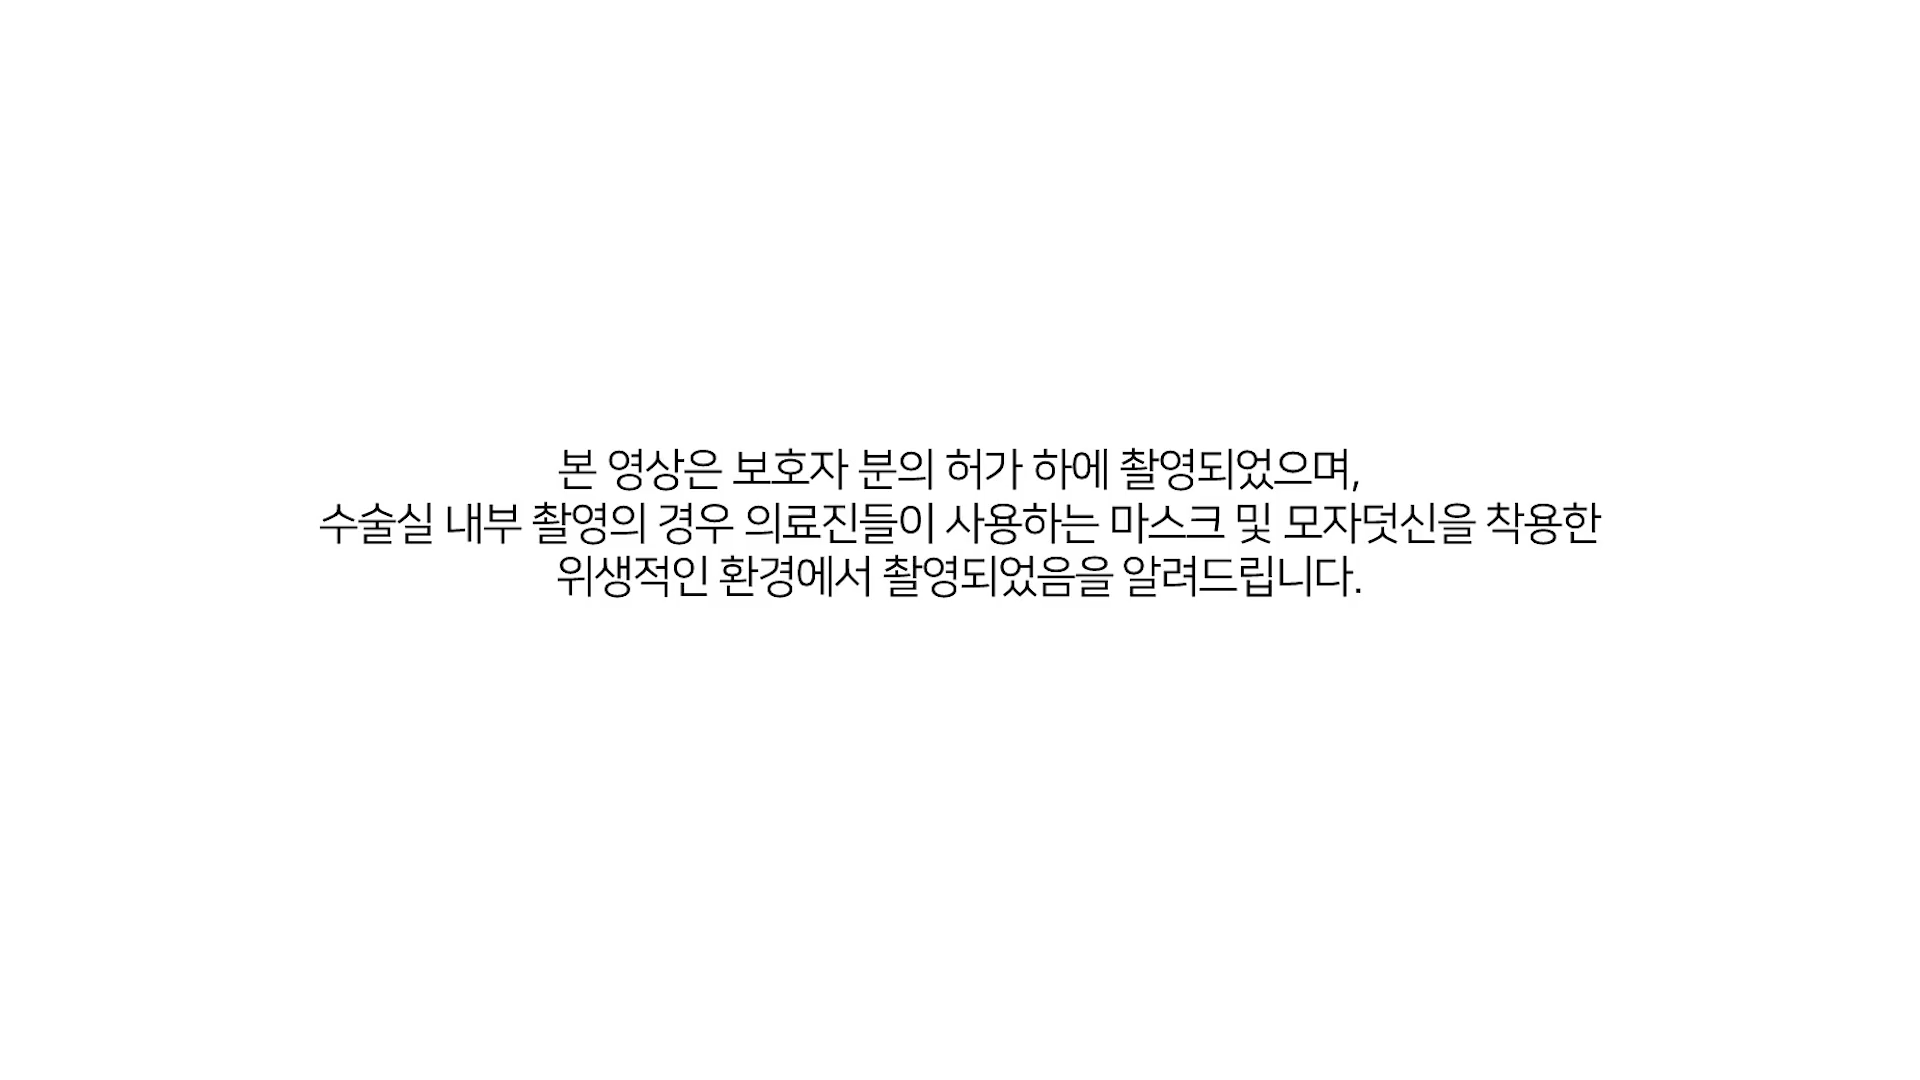 본 영상은 보호자 분의 허가 하에 촬영되었으며,
수술실 내부 촬영의 경우 의료진들이 사용하는 마스크 및 모자덧신을 착용한
위생적인 환경에서 촬영되었음을 알려드립니다.